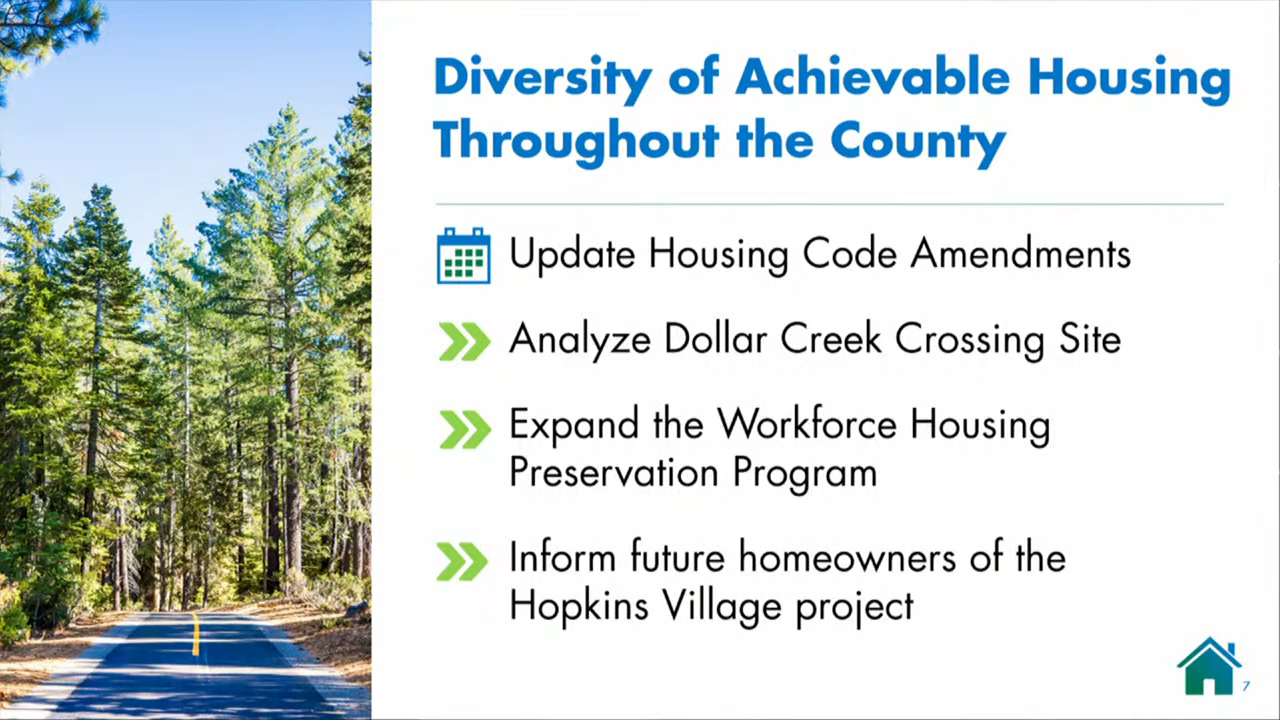 Diversity of Achievable Housing
Throughout the County
Update Housing Code Amendments
Analyze Dollar Creek Crossing Site
Expand the Workforce Housing
Preservation Program
Inform future homeowners of the
Hopkins Village project
7